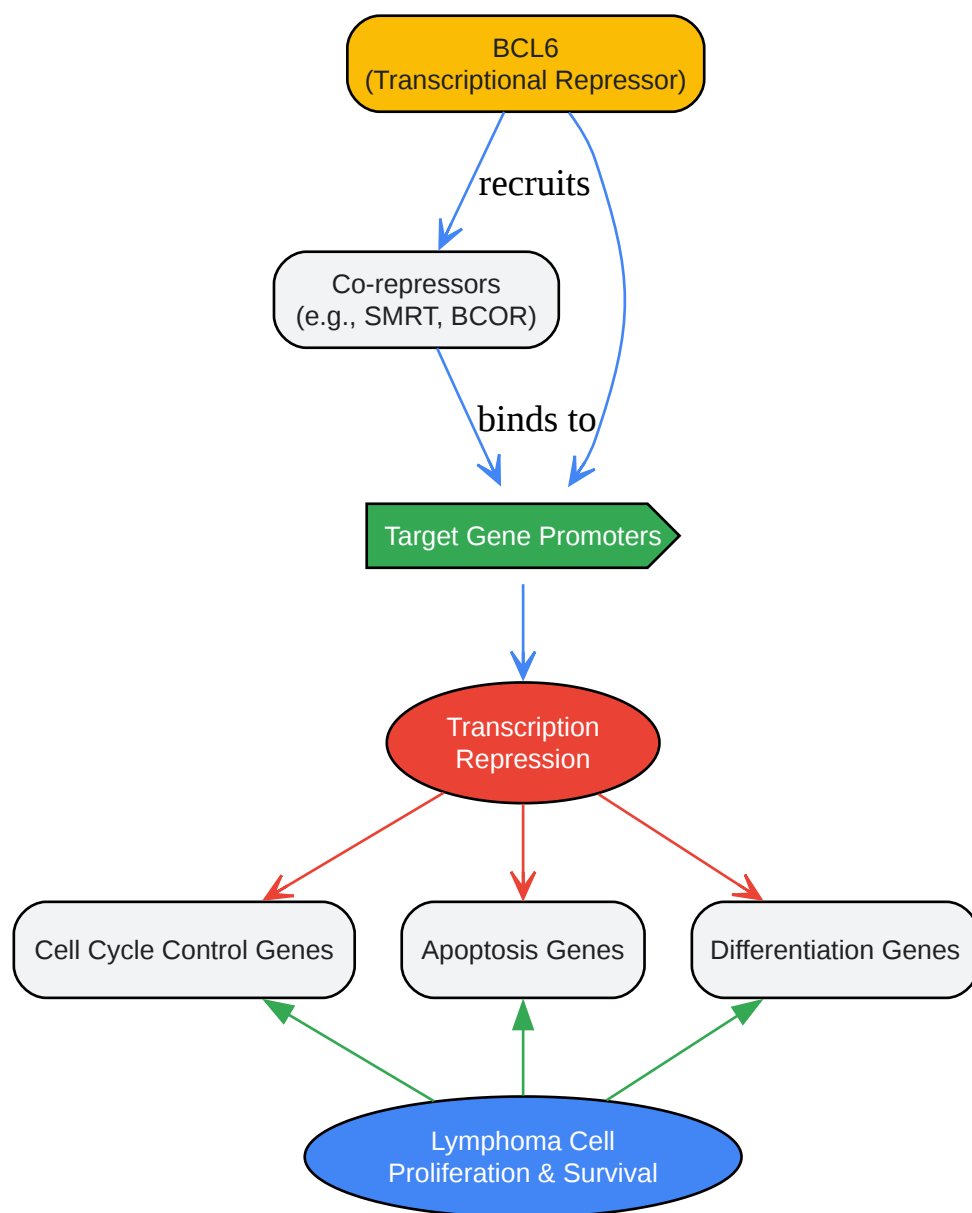 BCL6
(Transcriptional Repressor)
recruits
Co-repressors
(e.g., SMRT, BCOR)
binds to
Target Gene Promoters
Transcription
Repression
Cell Cycle Control Genes
Apoptosis Genes
Differentiation Genes
Lymphoma Cell
Proliferation & Survival